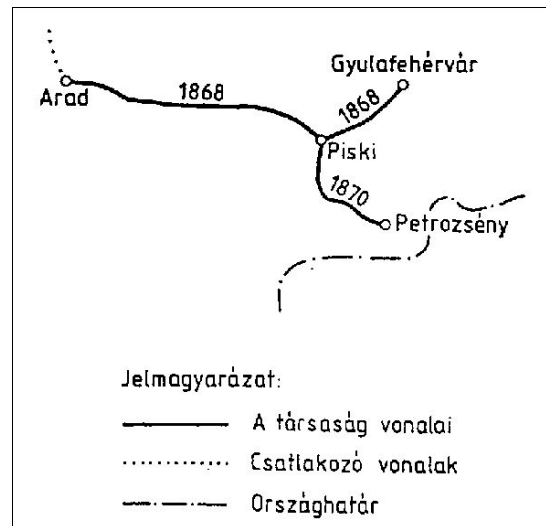 Gyulafehérvár
Arad
1868
1868
Piski
1870
Petrozsény
Jelmagyarázat:
A társaság vonalai
Csatlakozó vonalak
Országhatár